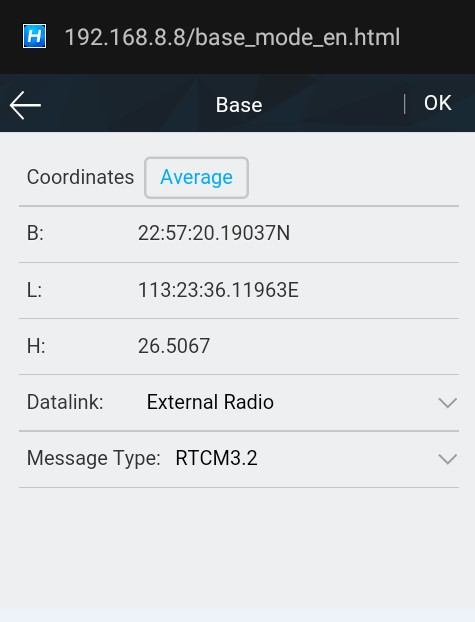 H 192.168.8.8/base_mode_en.html
Base | OK
Coordinates Average
B: 22:57:20.19037N
L: 113:23:36.11963E
H: 26.5067
Datalink: External Radio
Message Type: RTCM3.2